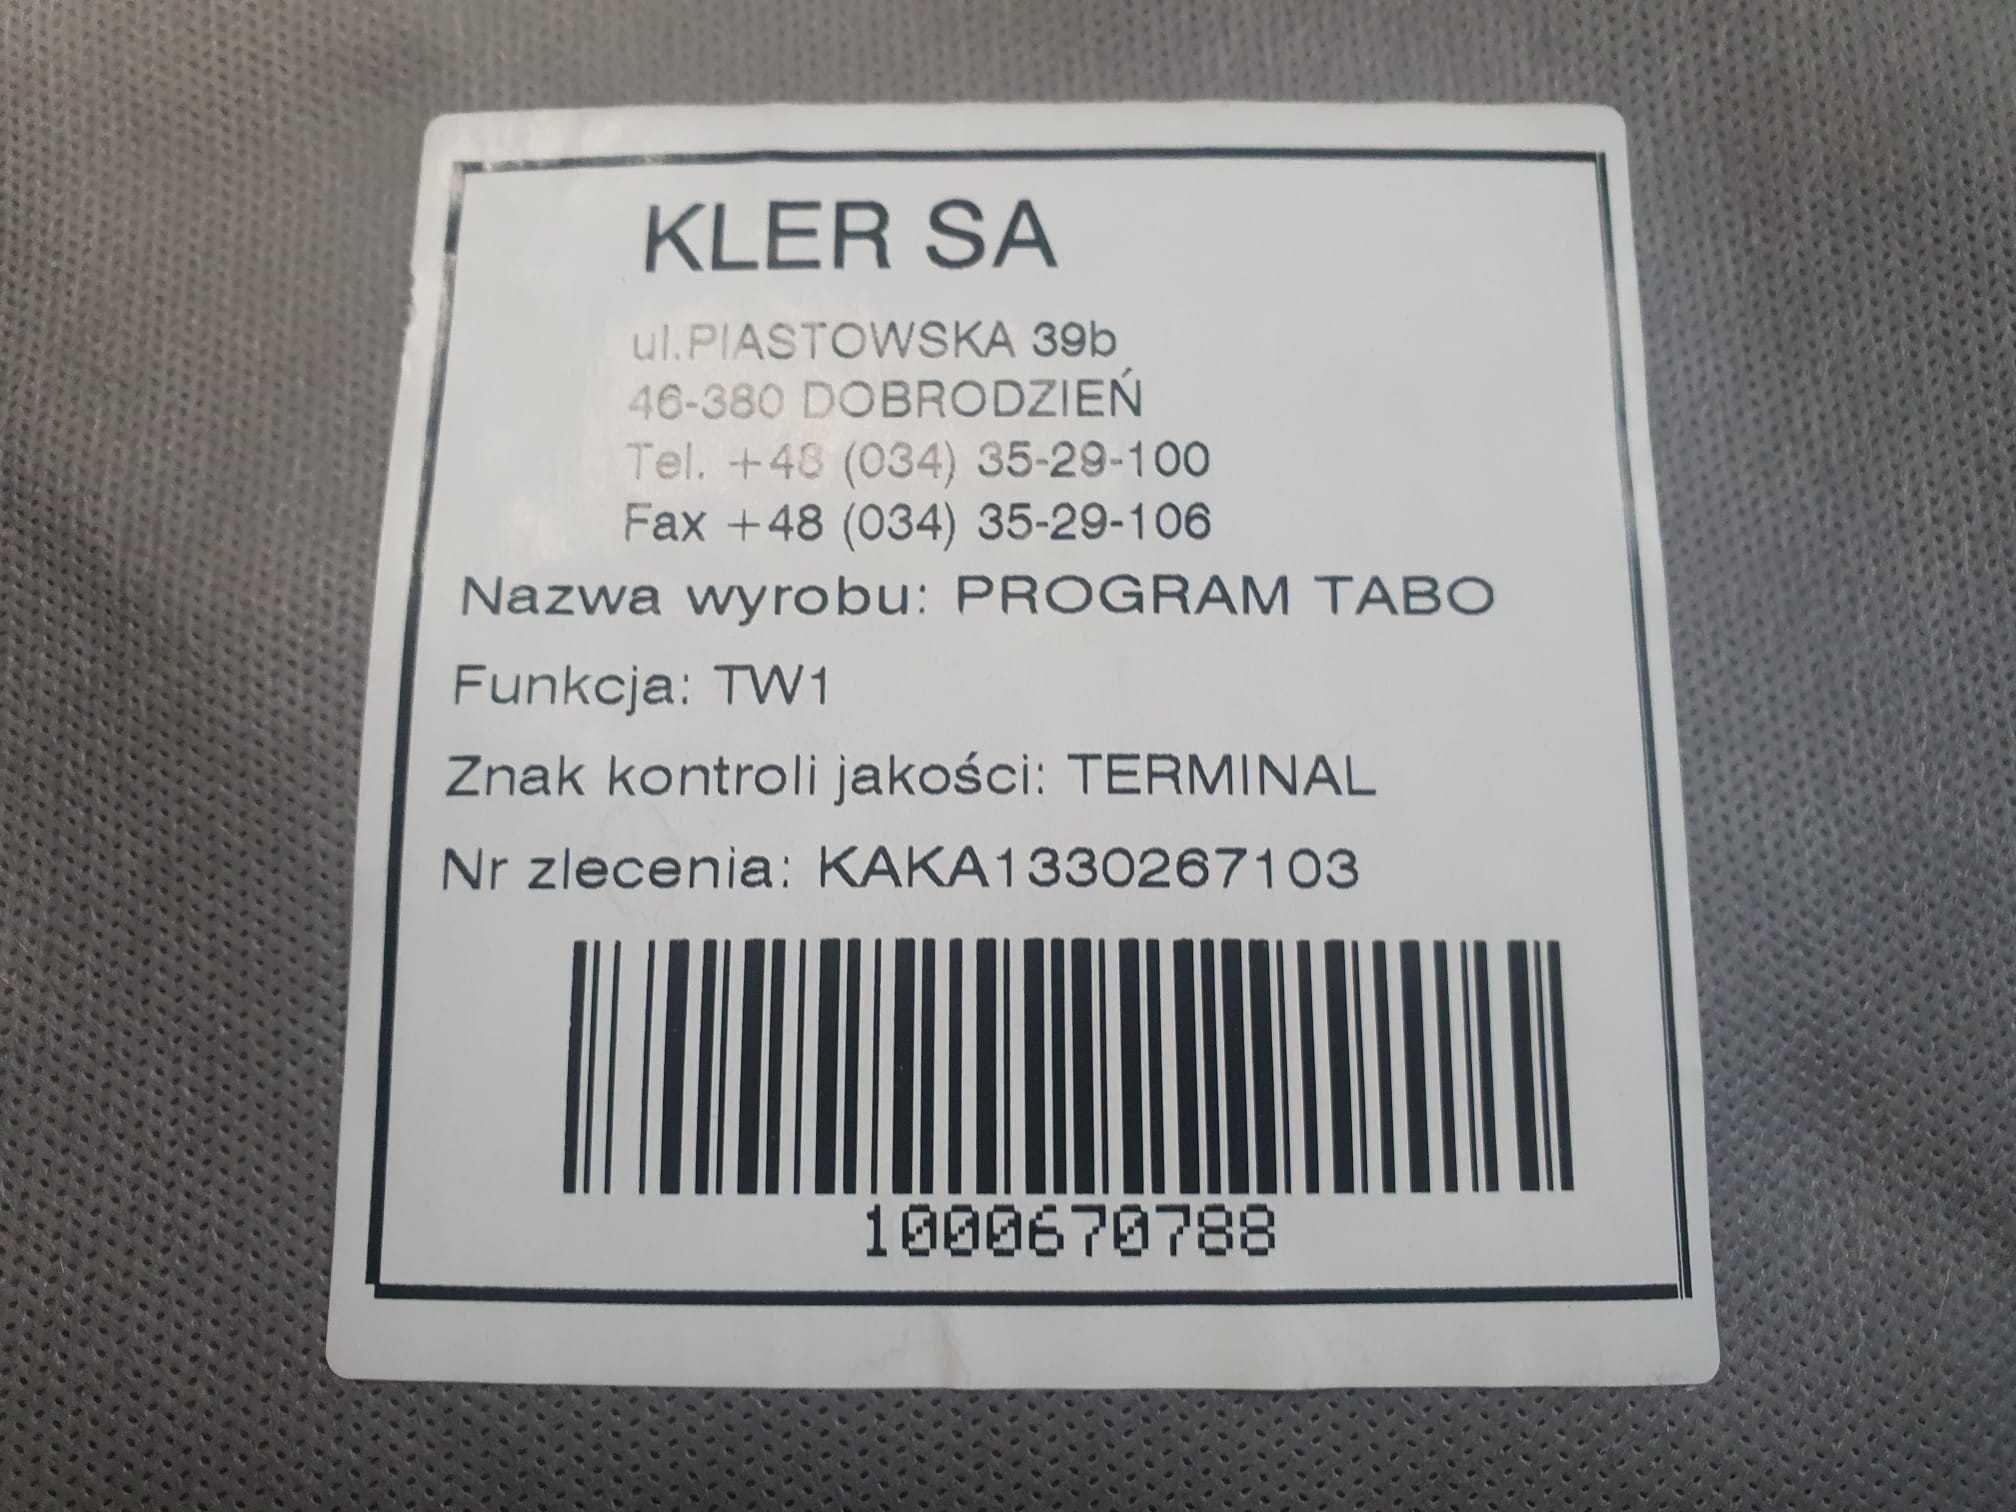 KLER SA
ul.PIASTOWSKA 39b
46-380 DOBRODZIEŃ
Tel. +48 (034) 35-29-100
Fax +48 (034) 35-29-106
Nazwa wyrobu: PROGRAM TABO
Funkcja: TW1
Znak kontroli jakości: TERMINAL
Nr zlecenia: KAKA1330267103
1000670788